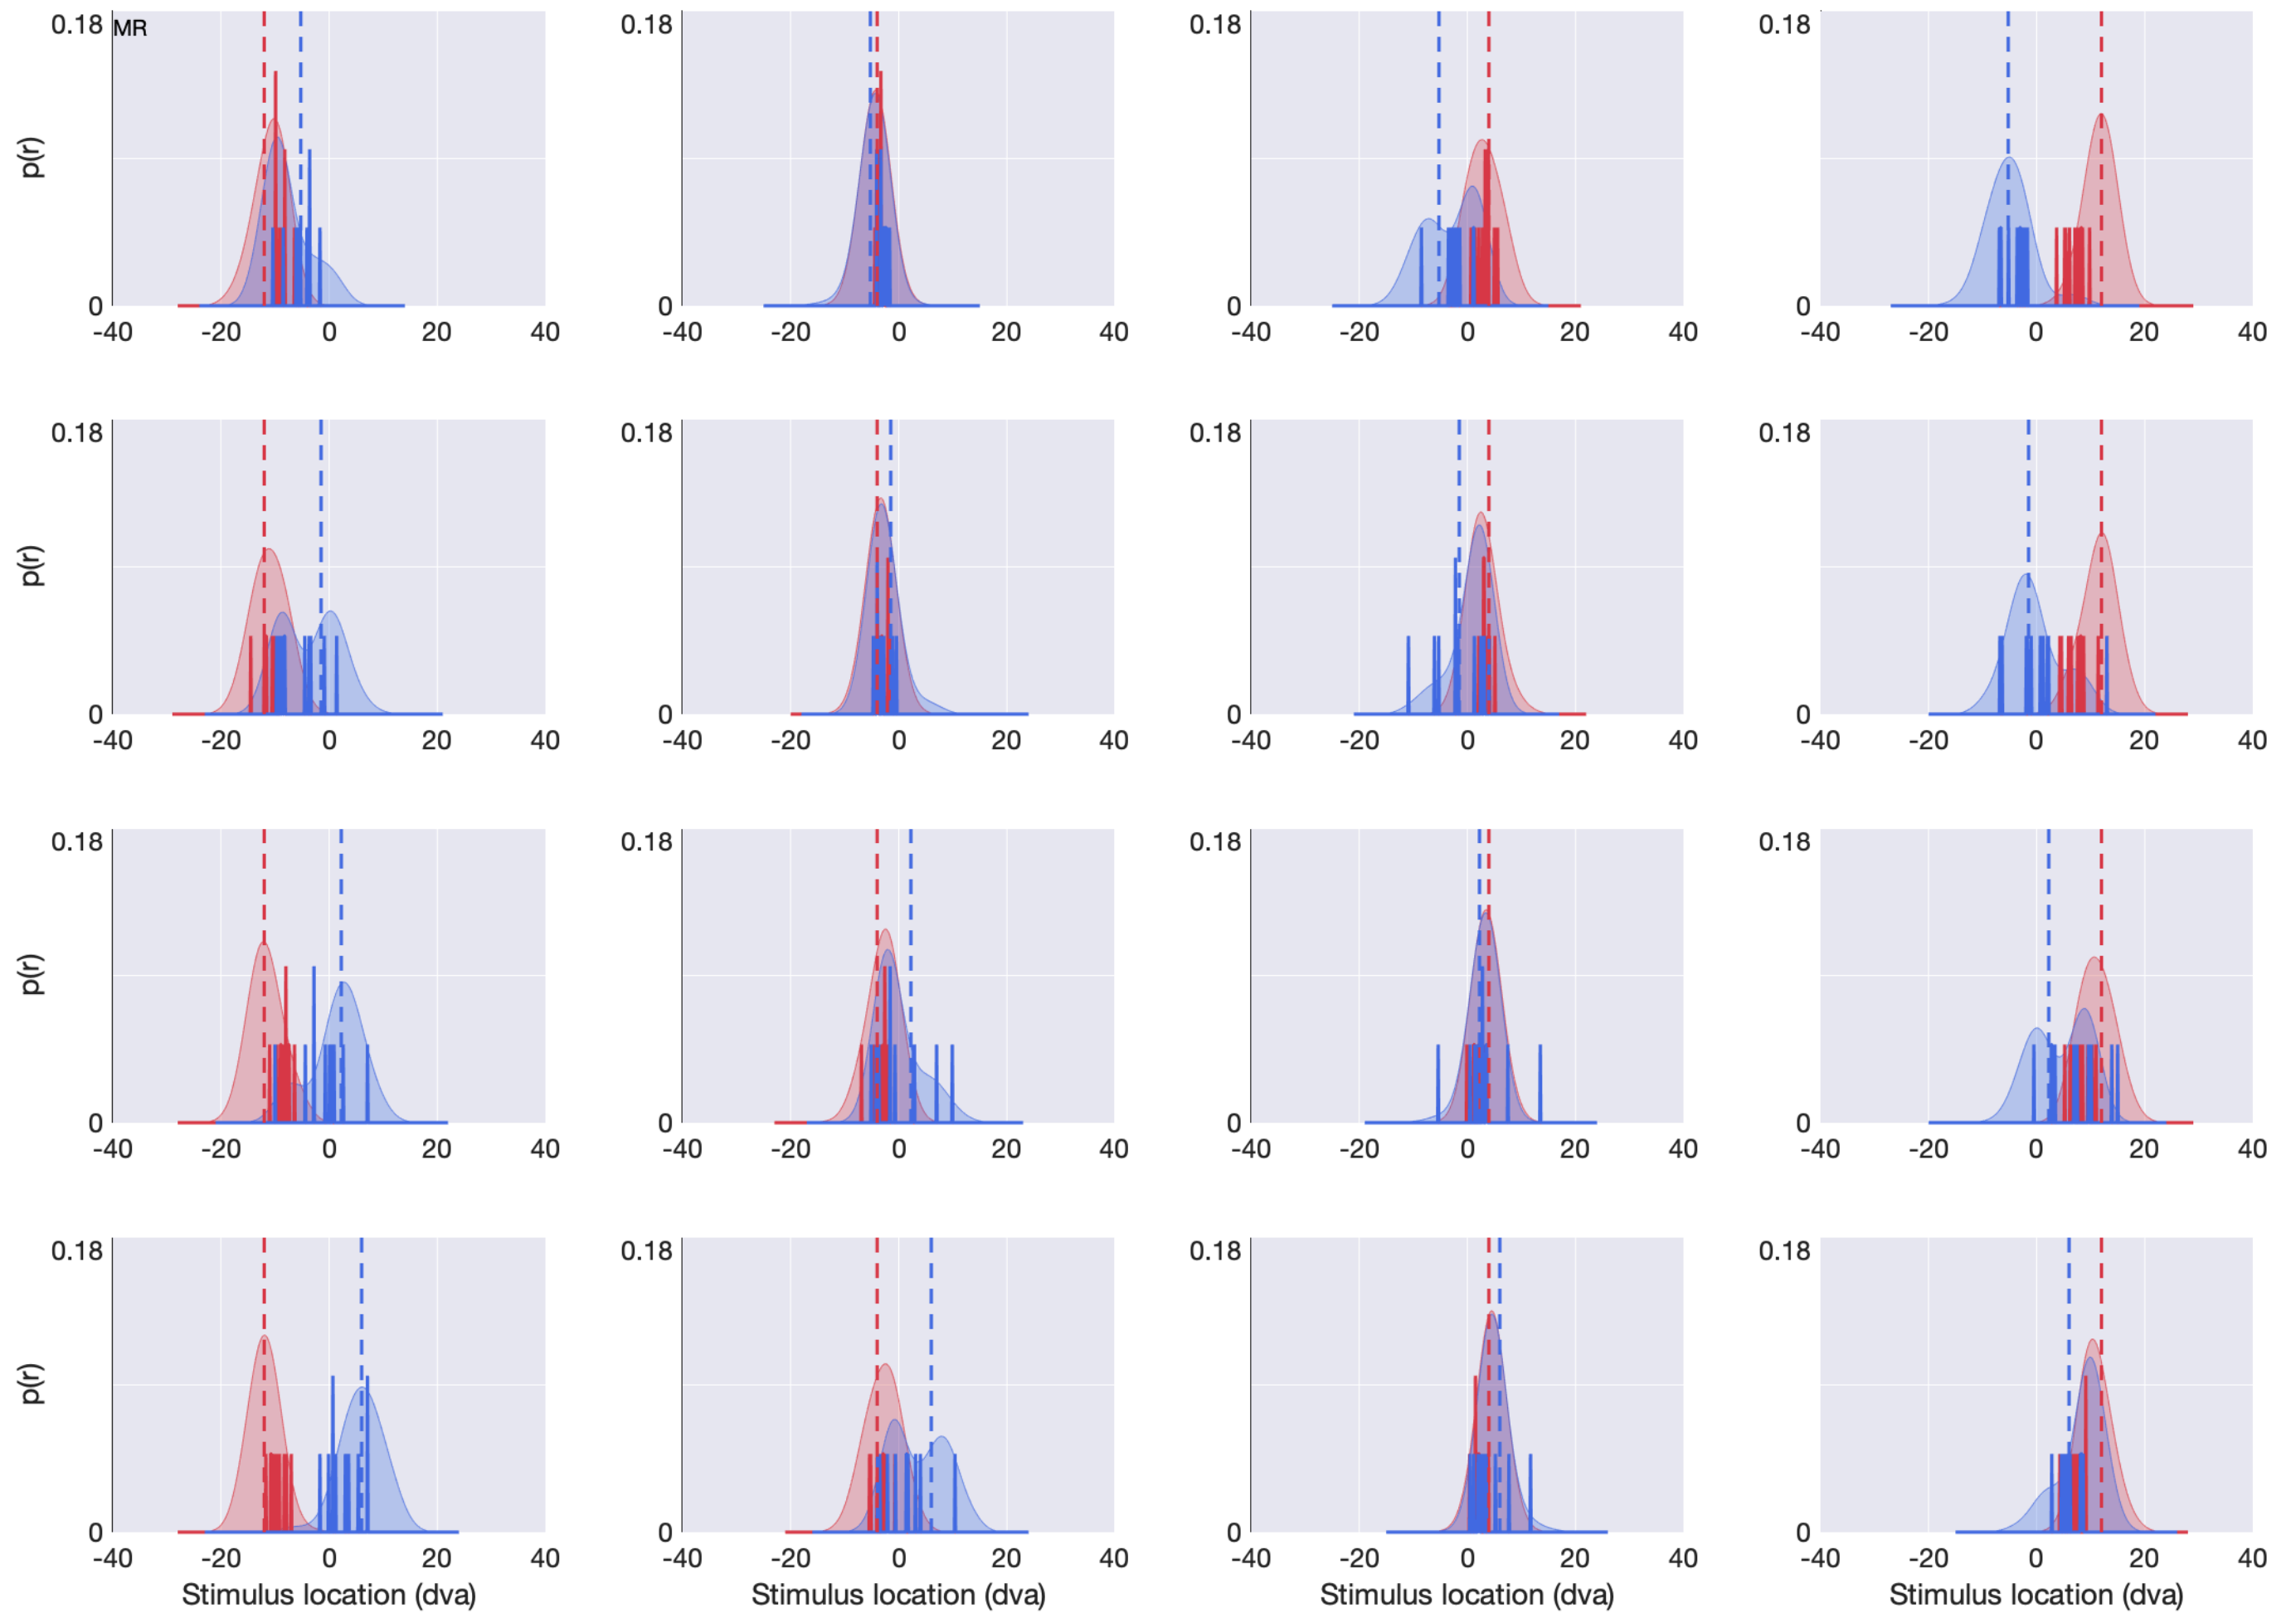 0.18 MR 0.18 0.18 0.18
p(r)
0 0 0 0
-40 -20 0 20 40 -40 -20 0 20 40 -40 -20 0 20 40 -40 -20 0 20 40
0.18 0.18 0.18 0.18
p(r)
0 0 0 0
-40 -20 0 20 40 -40 -20 0 20 40 -40 -20 0 20 40 -40 -20 0 20 40
0.18 0.18 0.18 0.18
p(r)
0 0 0 0
-40 -20 0 20 40 -40 -20 0 20 40 -40 -20 0 20 40 -40 -20 0 20 40
0.18 0.18 0.18 0.18
p(r)
0 0 0 0
-40 -20 0 20 40 -40 -20 0 20 40 -40 -20 0 20 40 -40 -20 0 20 40
Stimulus location (dva) Stimulus location (dva) Stimulus location (dva) Stimulus location (dva)